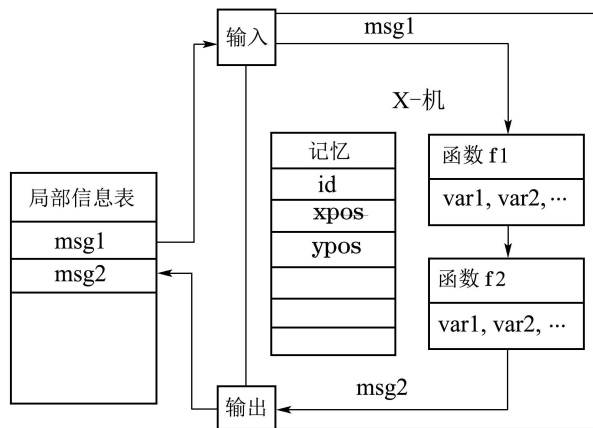 输入
msg1
X-机
记忆
id
xpos
ypos
函数 f1
var1, var2, ···
局部信息表
msg1
msg2
函数 f2
var1, var2, ···
msg2
输出